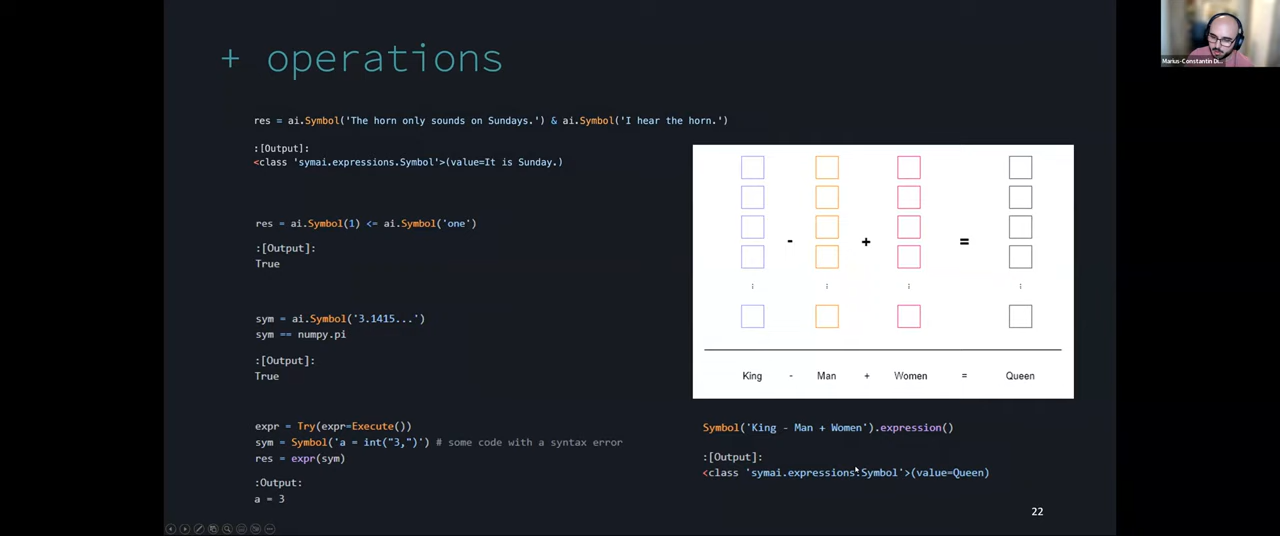 + operations
res = ai.Symbol('The horn only sounds on Sundays.') & ai.Symbol('I hear the horn.')
:[Output]:
<class 'symai.expressions.Symbol'>(value=It is Sunday.)
res = ai.Symbol(1) <= ai.Symbol('one')
:[Output]:
True
sym = ai.Symbol('3.1415...')
sym == numpy.pi
:[Output]:
True
expr = Try(expr=Execute())
sym = Symbol('a = int("3,")') # some code with a syntax error
res = expr(sym)
:Output:
a = 3
- + =
King - Man + Women = Queen
Symbol('King - Man + Women').expression()
:[Output]:
<class 'symai.expressions.Symbol'>(value=Queen)
22
Marius-Constantin Di...